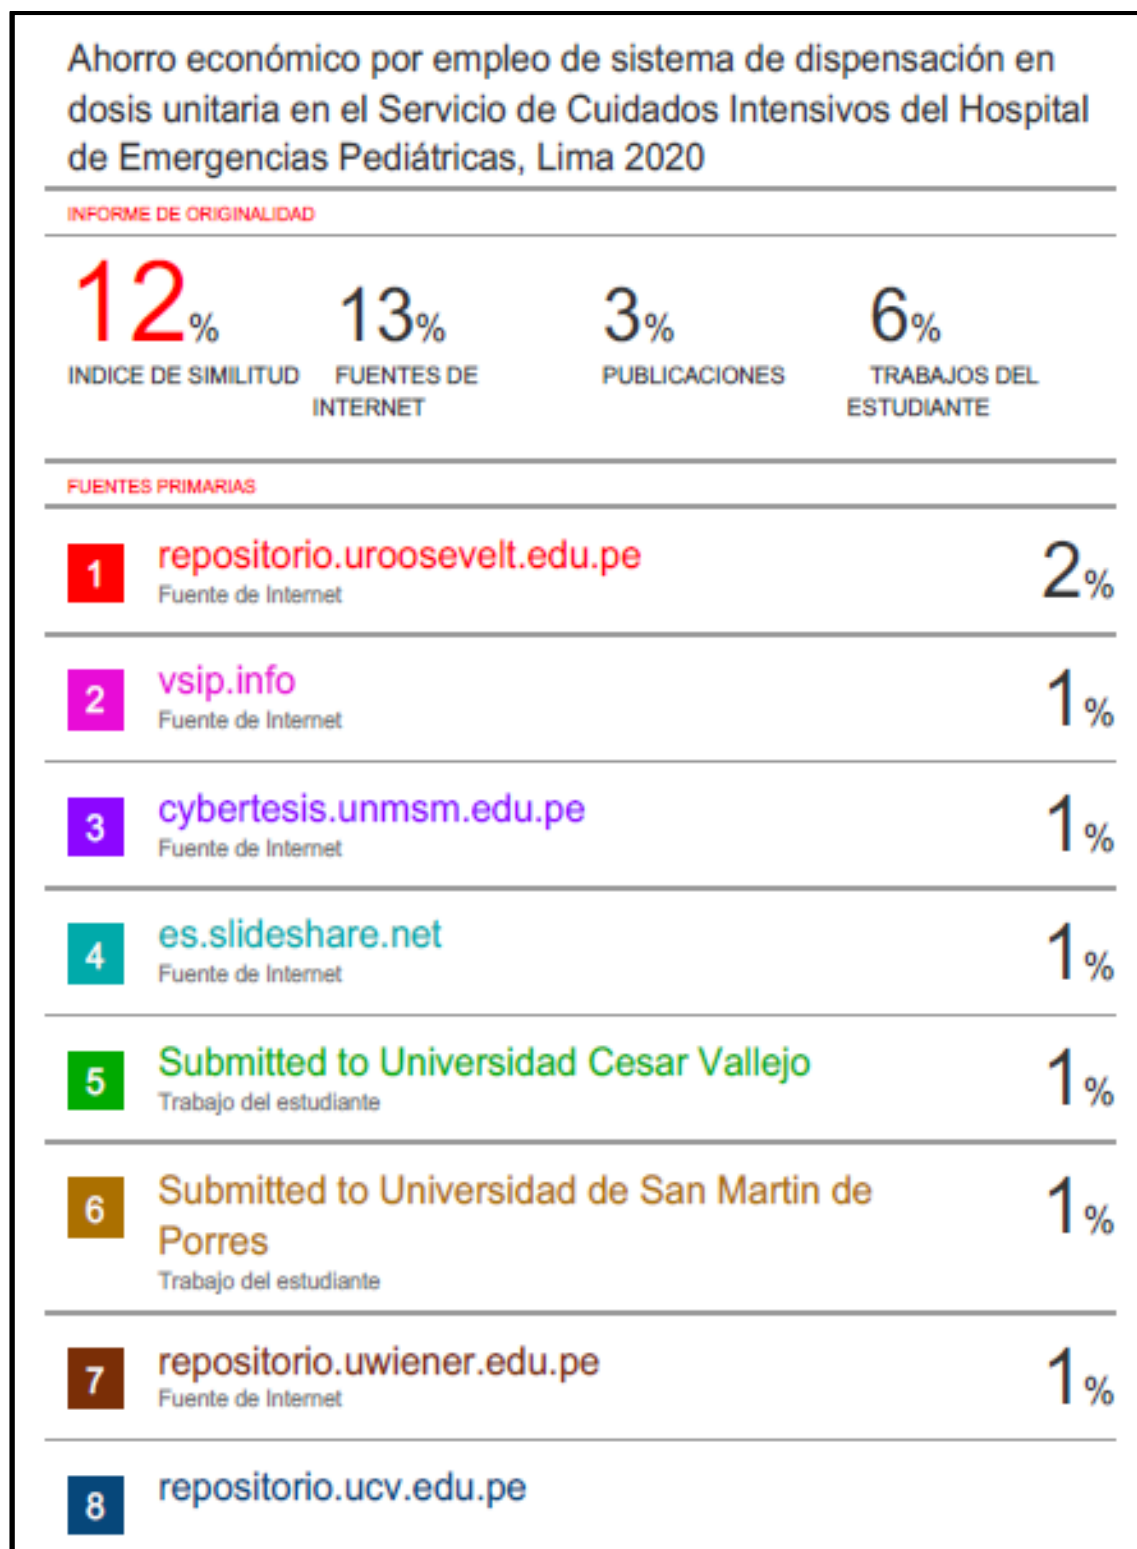 Ahorro económico por empleo de sistema de dispensación en
dosis unitaria en el Servicio de Cuidados Intensivos del Hospital
de Emergencias Pediátricas, Lima 2020
INFORME DE ORIGINALIDAD
12%
INDICE DE SIMILITUD
13%
FUENTES DE
INTERNET
3%
PUBLICACIONES
6%
TRABAJOS DEL
ESTUDIANTE
FUENTES PRIMARIAS
1 repositorio.uroosevelt.edu.pe 2%
Fuente de Internet
2 vsip.info 1%
Fuente de Internet
3 cybertesis.unmsm.edu.pe 1%
Fuente de Internet
4 es.slideshare.net 1%
Fuente de Internet
5 Submitted to Universidad Cesar Vallejo 1%
Trabajo del estudiante
6 Submitted to Universidad de San Martin de 1%
Porres
Trabajo del estudiante
7 repositorio.uwiener.edu.pe 1%
Fuente de Internet
8 repositorio.ucv.edu.pe